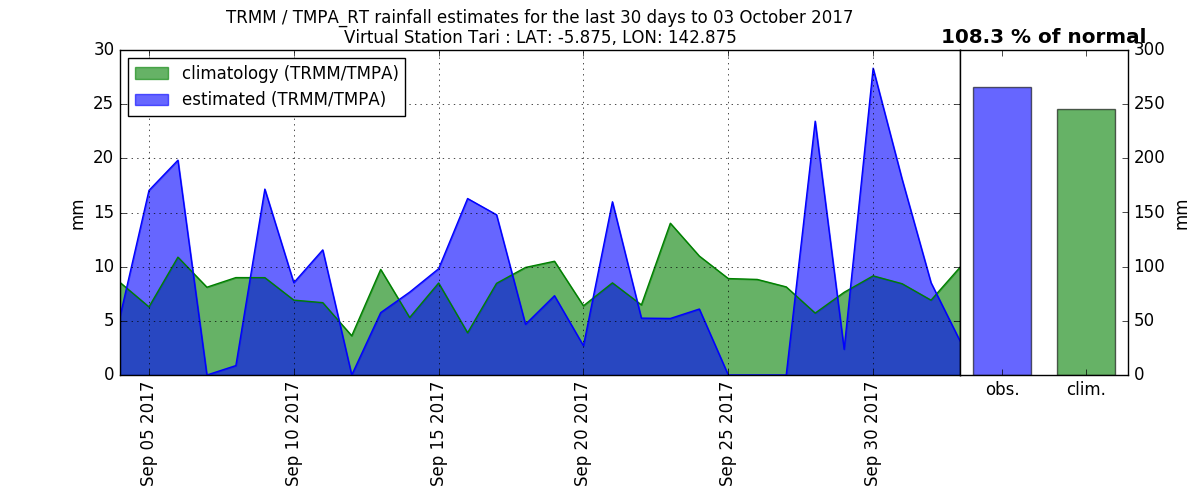 TRMM / TMPA_RT rainfall estimates for the last 30 days to 03 October 2017
Virtual Station Tari : LAT: -5.875, LON: 142.875
108.3 % of normal
climatology (TRMM/TMPA)
estimated (TRMM/TMPA)
30
25
20
15
10
5
0
mm
Sep 05 2017
Sep 10 2017
Sep 15 2017
Sep 20 2017
Sep 25 2017
Sep 30 2017
obs.
clim.
300
250
200
150
100
50
0
mm